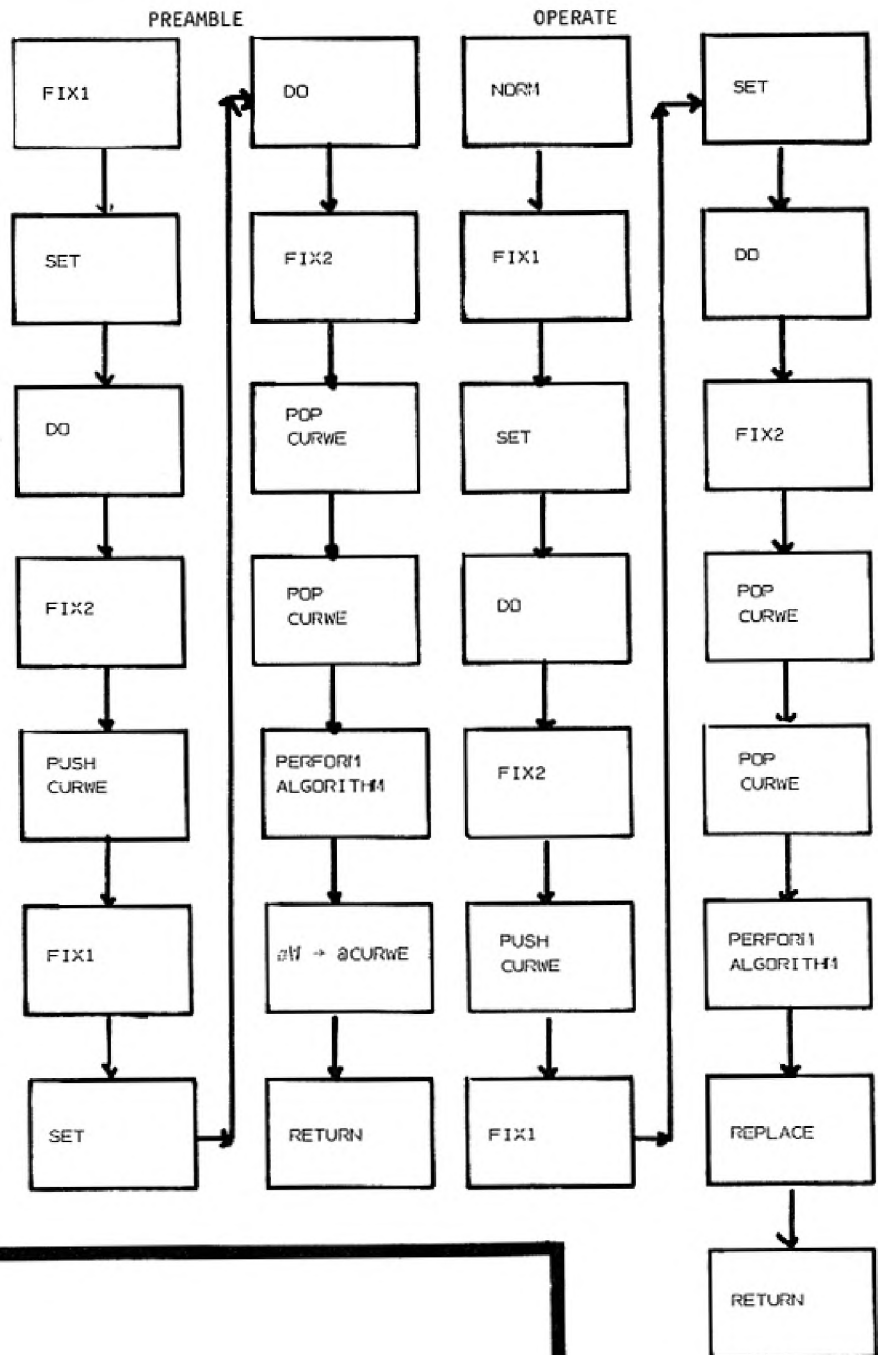 PREAMBLE
FIX1
SET
DO
FIX2
PUSH
CURWE
FIX1
SET
DO
FIX2
POP
CURWE
POP
CURWE
PERFORM
ALGORITHM
→ @CURWE
RETURN
OPERATE
NORM
FIX1
SET
DO
FIX2
PUSH
CURWE
FIX1
SET
DO
FIX2
POP
CURWE
POP
CURWE
PERFORM
ALGORITHM
REPLACE
RETURN